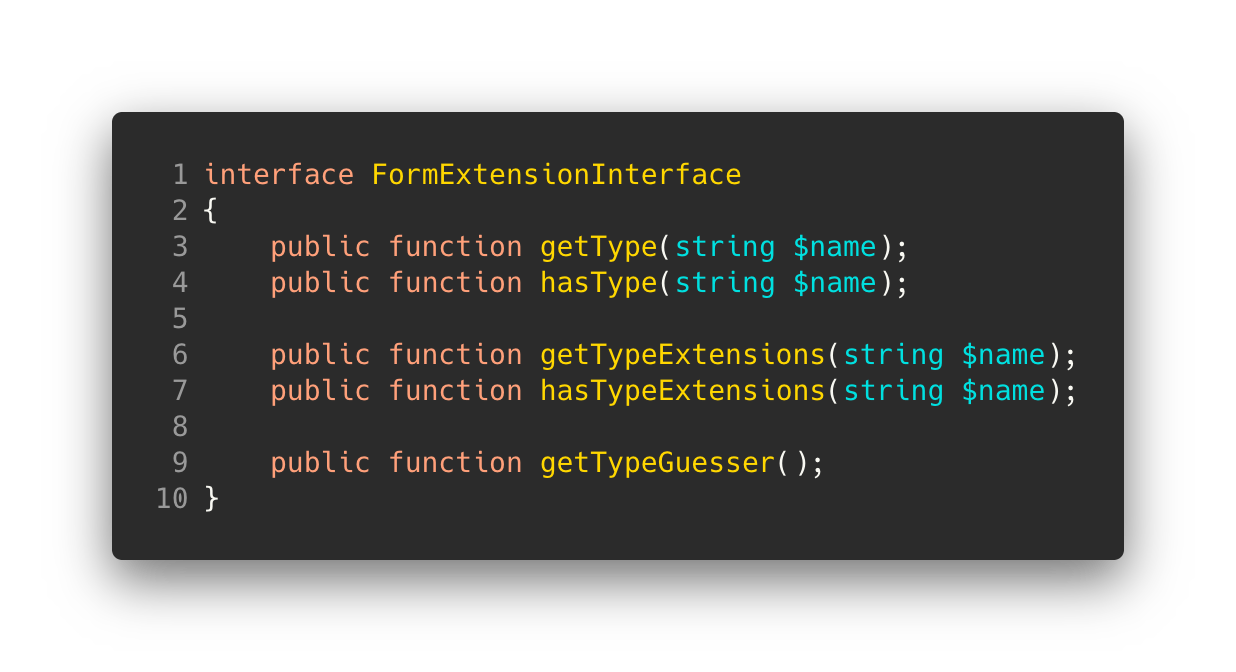 1 interface FormExtensionInterface
2 {
3     public function getType(string $name);
4     public function hasType(string $name);
5
6     public function getTypeExtensions(string $name);
7     public function hasTypeExtensions(string $name);
8
9     public function getTypeGuesser();
10 }